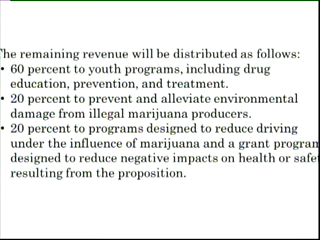 The remaining revenue will be distributed as follows:
• 60 percent to youth programs, including drug
education, prevention, and treatment.
• 20 percent to prevent and alleviate environmental
damage from illegal marijuana producers.
• 20 percent to programs designed to reduce driving
under the influence of marijuana and a grant program
designed to reduce negative impacts on health or safet
resulting from the proposition.